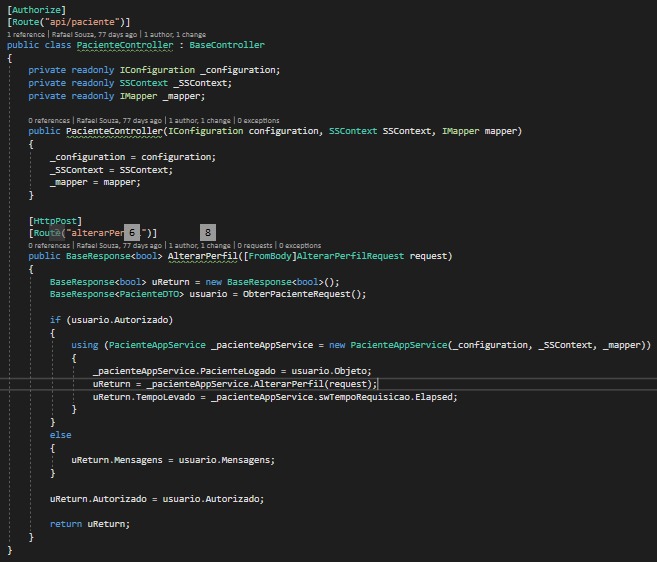 [Authorize]
[Route("api/paciente")]
1 reference | Rafael Souza, 77 days ago | 1 author, 1 change
public class PacienteController : BaseController
{
private readonly IConfiguration _configuration;
private readonly SSContext _SSContext;
private readonly IMapper _mapper;
0 references | Rafael Souza, 77 days ago | 1 author, 1 change | 0 exceptions
public PacienteController(IConfiguration configuration, SSContext SSContext, IMapper mapper)
{
_configuration = configuration;
_SSContext = SSContext;
_mapper = mapper;
}
[HttpPost]
[Route("alterarPer 6 ")] 8
0 references | Rafael Souza, 77 days ago | 1 author, 1 change | 0 requests | 0 exceptions
public BaseResponse<bool> AlterarPerfil([FromBody]AlterarPerfilRequest request)
{
BaseResponse<bool> uReturn = new BaseResponse<bool>();
BaseResponse<PacienteDTO> usuario = ObterPacienteRequest();
if (usuario.Autorizado)
{
using (PacienteAppService _pacienteAppService = new PacienteAppService(_configuration, _SSContext, _mapper))
{
_pacienteAppService.PacienteLogado = usuario.Objeto;
uReturn = _pacienteAppService.AlterarPerfil(request);
uReturn.TempoLevado = _pacienteAppService.swTempoRequisicao.Elapsed;
}
}
else
{
uReturn.Mensagens = usuario.Mensagens;
}
uReturn.Autorizado = usuario.Autorizado;
return uReturn;
}
}